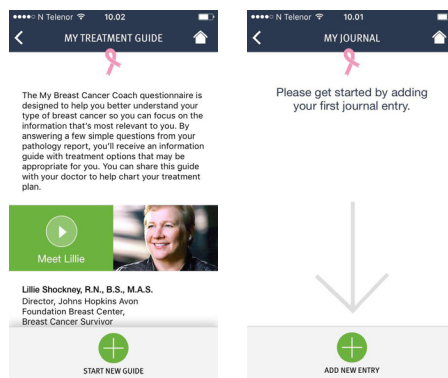 N Telenor 10.02
MY TREATMENT GUIDE
The My Breast Cancer Coach questionnaire is
designed to help you better understand your
type of breast cancer so you can focus on the
information that's most relevant to you. By
answering a few simple questions from your
pathology report, you'll receive an information
guide with treatment options that may be
appropriate for you. You can share this guide
with your doctor to help chart your treatment
plan.
Meet Lillie
Lillie Shockney, R.N., B.S., M.A.S.
Director, Johns Hopkins Avon
Foundation Breast Center,
Breast Cancer Survivor
START NEW GUIDE
N Telenor 10.01
MY JOURNAL
Please get started by adding
your first journal entry.
ADD NEW ENTRY